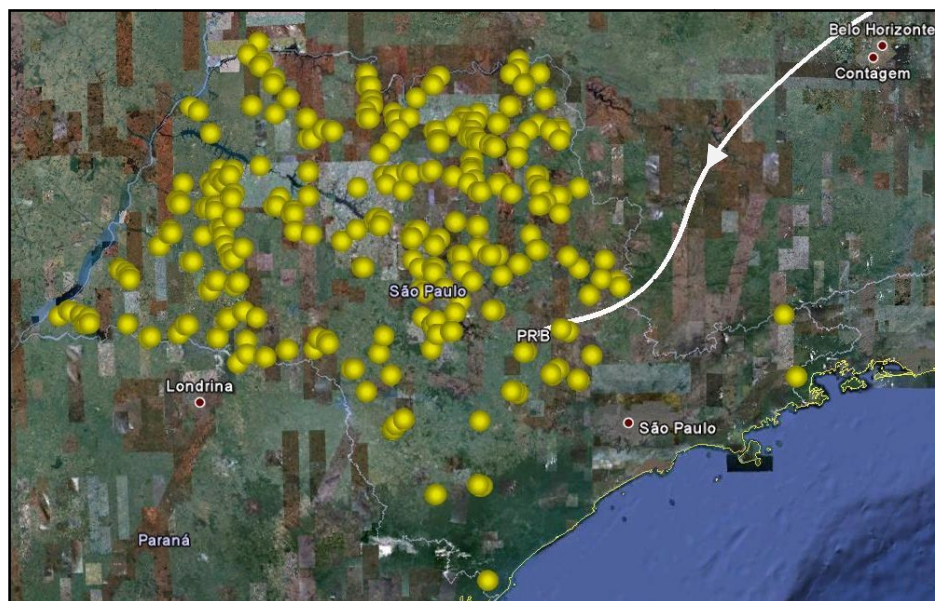 Belo Horizonte
Contagem
São Paulo
PRB
Londrina
São Paulo
Paraná